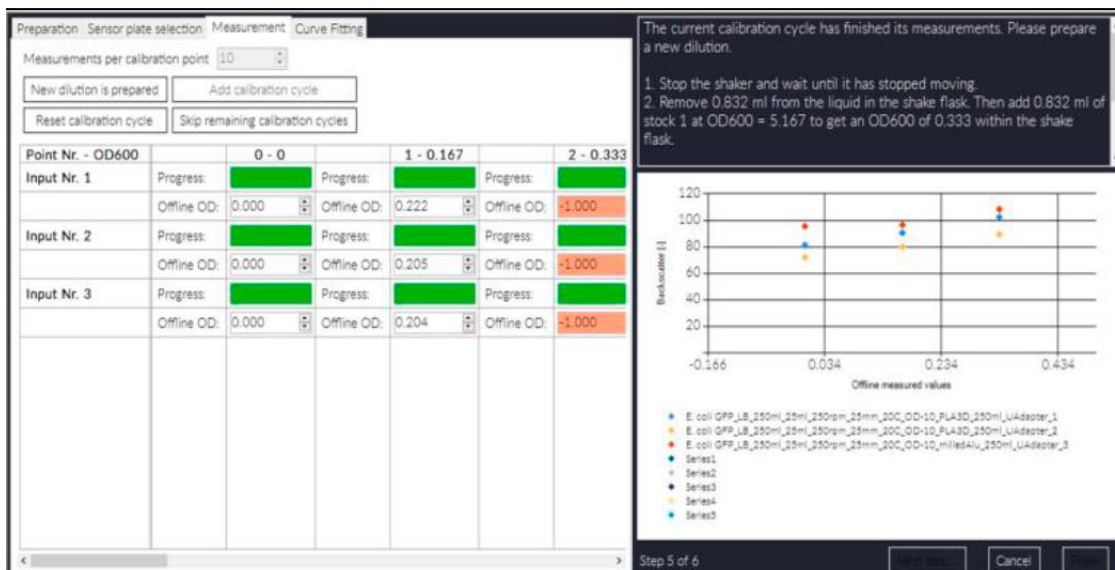 Preparation Sensor plate selection Measurement Curve Fitting
Measurements per calibration point 10
New dilution is prepared Add calibration cycle
Reset calibration cycle Skip remaining calibration cycles
Point Nr. - OD600 0 - 0 1 - 0.167 2 - 0.333
Input Nr. 1 Progress: Progress: Progress:
Offline OD: 0.000 Offline OD: 0.222 Offline OD: -1.000
Input Nr. 2 Progress: Progress: Progress:
Offline OD: 0.000 Offline OD: 0.205 Offline OD: -1.000
Input Nr. 3 Progress: Progress: Progress:
Offline OD: 0.000 Offline OD: 0.204 Offline OD: -1.000
The current calibration cycle has finished its measurements. Please prepare
a new dilution.
1. Stop the shaker and wait until it has stopped moving.
2. Remove 0.832 ml from the liquid in the shake flask. Then add 0.832 ml of
stock 1 at OD600 = 5.167 to get an OD600 of 0.333 within the shake
flask.
120
100
80
60
40
20
Backscatter [-]
-0.166 0.034 0.234 0.434
Offline measured values
E. coli GFP_LB_250ml_25ml_250rpm_25mm_20C_OD-10_PLA3D_250ml_UAdapter_1
E. coli GFP_LB_250ml_25ml_250rpm_25mm_20C_OD-10_PLA3D_250ml_UAdapter_2
E. coli GFP_LB_250ml_25ml_250rpm_25mm_20C_OD-10_milledAlu_250ml_UAdapter_3
Series1
Series2
Series3
Series4
Series5
Step 5 of 6 Cancel